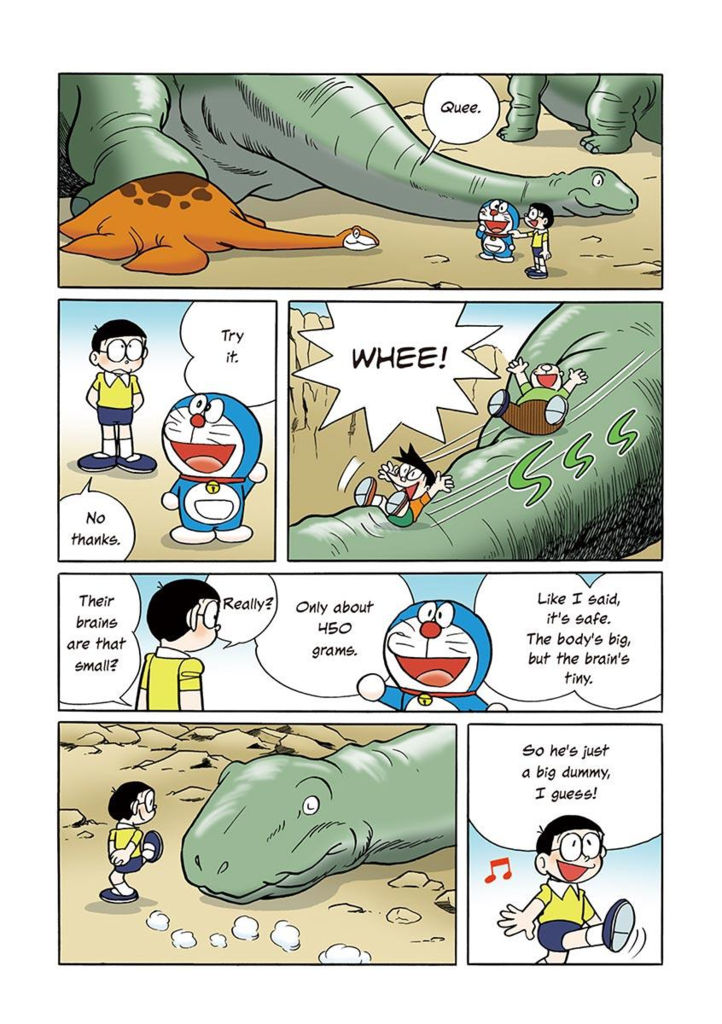 Quee.
WHEE!
SSS
Try
it.
No
thanks.
Like I said,
it's safe.
The body's big,
but the brain's
tiny.
Only about
450
grams.
Really?
Their
brains
are that
small?
So he's just
a big dummy,
I guess!